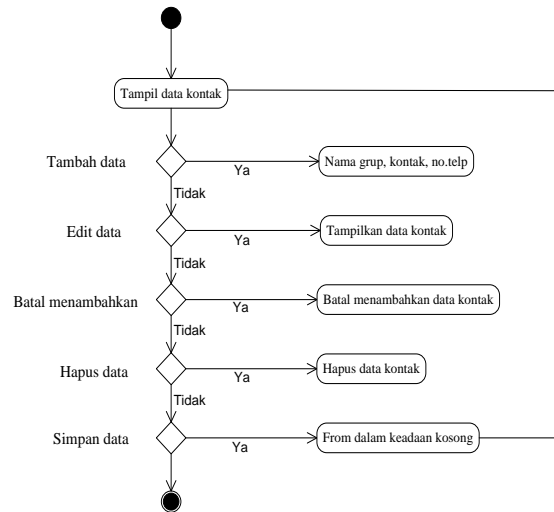 Tampil data kontak
Tambah data
Ya
Nama grup, kontak, no.telp
Tidak
Edit data
Ya
Tampilkan data kontak
Tidak
Batal menambahkan
Ya
Batal menambahkan data kontak
Tidak
Hapus data
Ya
Hapus data kontak
Tidak
Simpan data
Ya
From dalam keadaan kosong